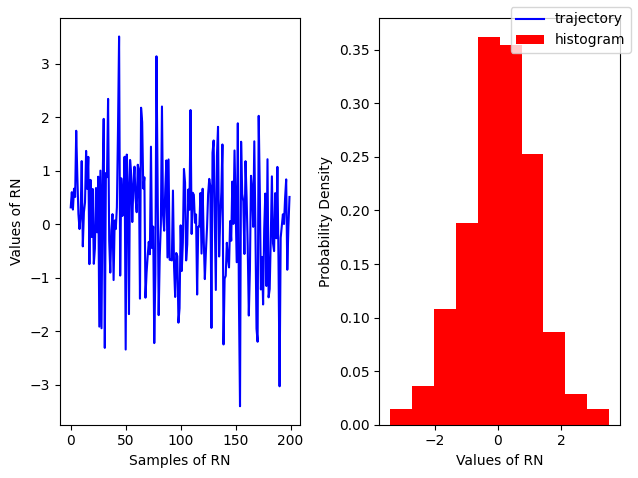 trajectory
histogram
Values of RN
3
2
1
0
−1
−2
−3
0 50 100 150 200
Samples of RN
Probability Density
0.35
0.30
0.25
0.20
0.15
0.10
0.05
0.00
−2 0 2
Values of RN